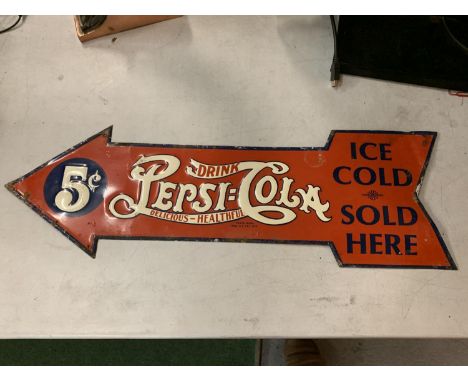 5¢
DRINK
PEPSI=COLA
DELICIOUS–HEALTHFUL
ICE
COLD
SOLD
HERE